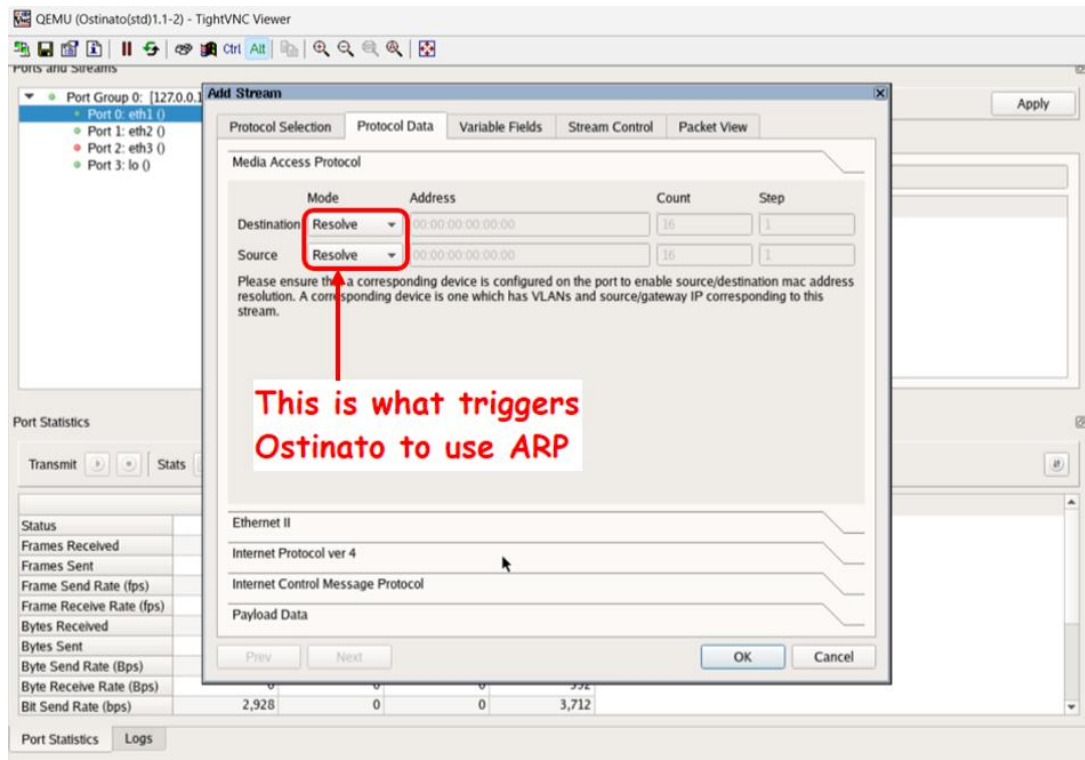 QEMU (Ostinato(std)1.1-2) - TightVNC Viewer
Ctrl Alt
Ports and Streams
Port Group 0: [127.0.0.1
Port 0: eth1 ()
Port 1: eth2 ()
Port 2: eth3 ()
Port 3: lo ()
Apply
Add Stream
Protocol Selection Protocol Data Variable Fields Stream Control Packet View
Media Access Protocol
Mode Address Count Step
Destination Resolve 00:00:00:00:00:00 16 1
Source Resolve 00:00:00:00:00:00 16 1
Please ensure that a corresponding device is configured on the port to enable source/destination mac address
resolution. A corresponding device is one which has VLANs and source/gateway IP corresponding to this
stream.
This is what triggers
Ostinato to use ARP
Ethernet II
Internet Protocol ver 4
Internet Control Message Protocol
Payload Data
Prev Next OK Cancel
Port Statistics
Transmit Stats
Status
Frames Received
Frames Sent
Frame Send Rate (fps)
Frame Receive Rate (fps)
Bytes Received
Bytes Sent
Byte Send Rate (Bps)
Byte Receive Rate (Bps) 0 0 0
Bit Send Rate (bps) 2,928 0 0 3,712
Port Statistics Logs